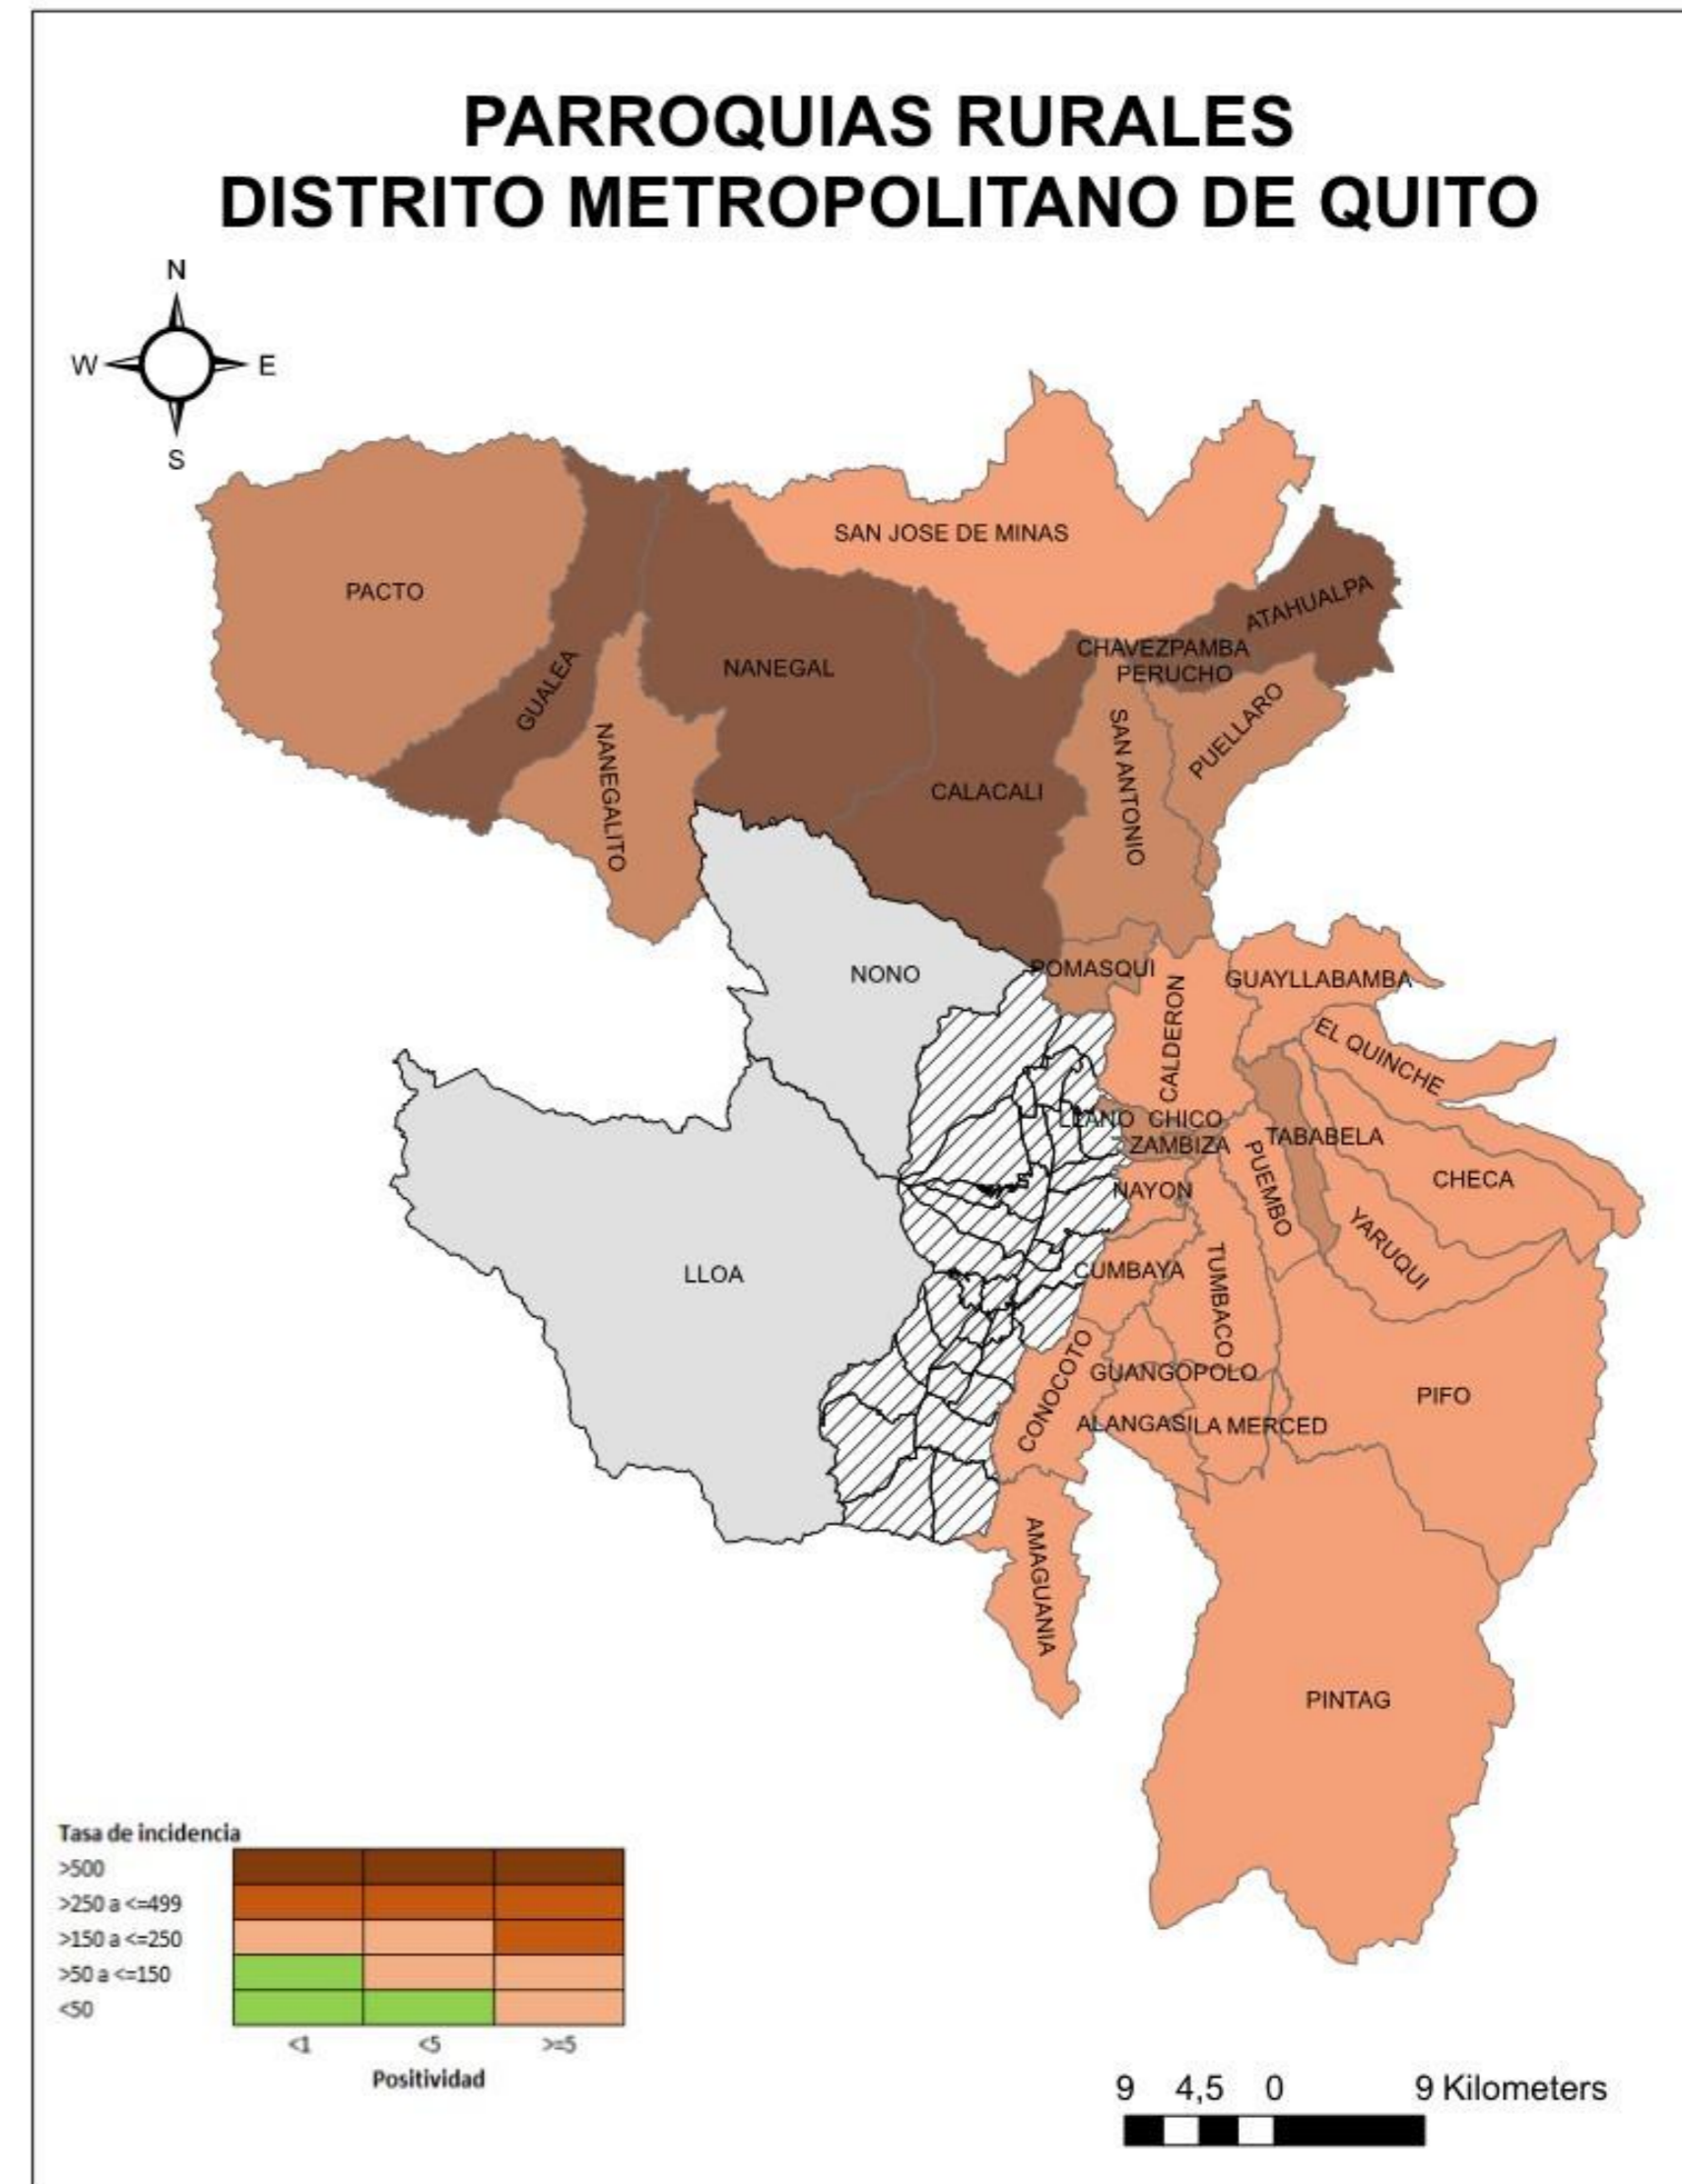 PARROQUIAS RURALES
DISTRITO METROPOLITANO DE QUITO
N
W
E
S
SAN JOSE DE MINAS
PACTO
ATAHUALPA
CHAVEZPAMBA
NANEGAL
PERUCHO
GUALEA
PUELLARO
NANEGALITO
SAN ANTONIO
CALACALI
NONO
POMASQUI
GUAYLLABAMBA
CALDERON
EL QUINCHE
LLANO CHICO
ZAMBIZA
TABABELA
PUEMBO
CHECA
NAYON
YARUQUI
LLOA
CUMBAYA
TUMBACO
CONOCOTO
GUANGOPOLO
PIFO
ALANGASI
LA MERCED
AMAGUANIA
PINTAG
Tasa de incidencia
>500
>250 a <=499
>150 a <=250
>50 a <=150
<50
<1 <5 >=5
Positividad
9 4,5 0 9 Kilometers